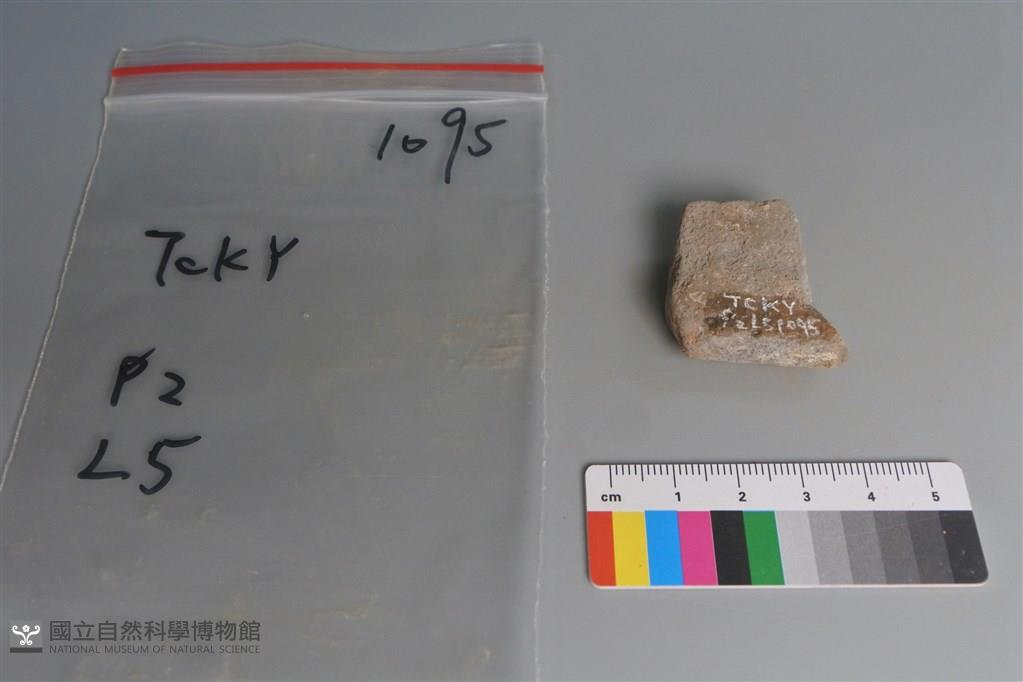 1095
TCKY
P2
L5
TCKY
P2L5P095
cm 1 2 3 4 5
國立自然科學博物館
NATIONAL MUSEUM OF NATURAL SCIENCE